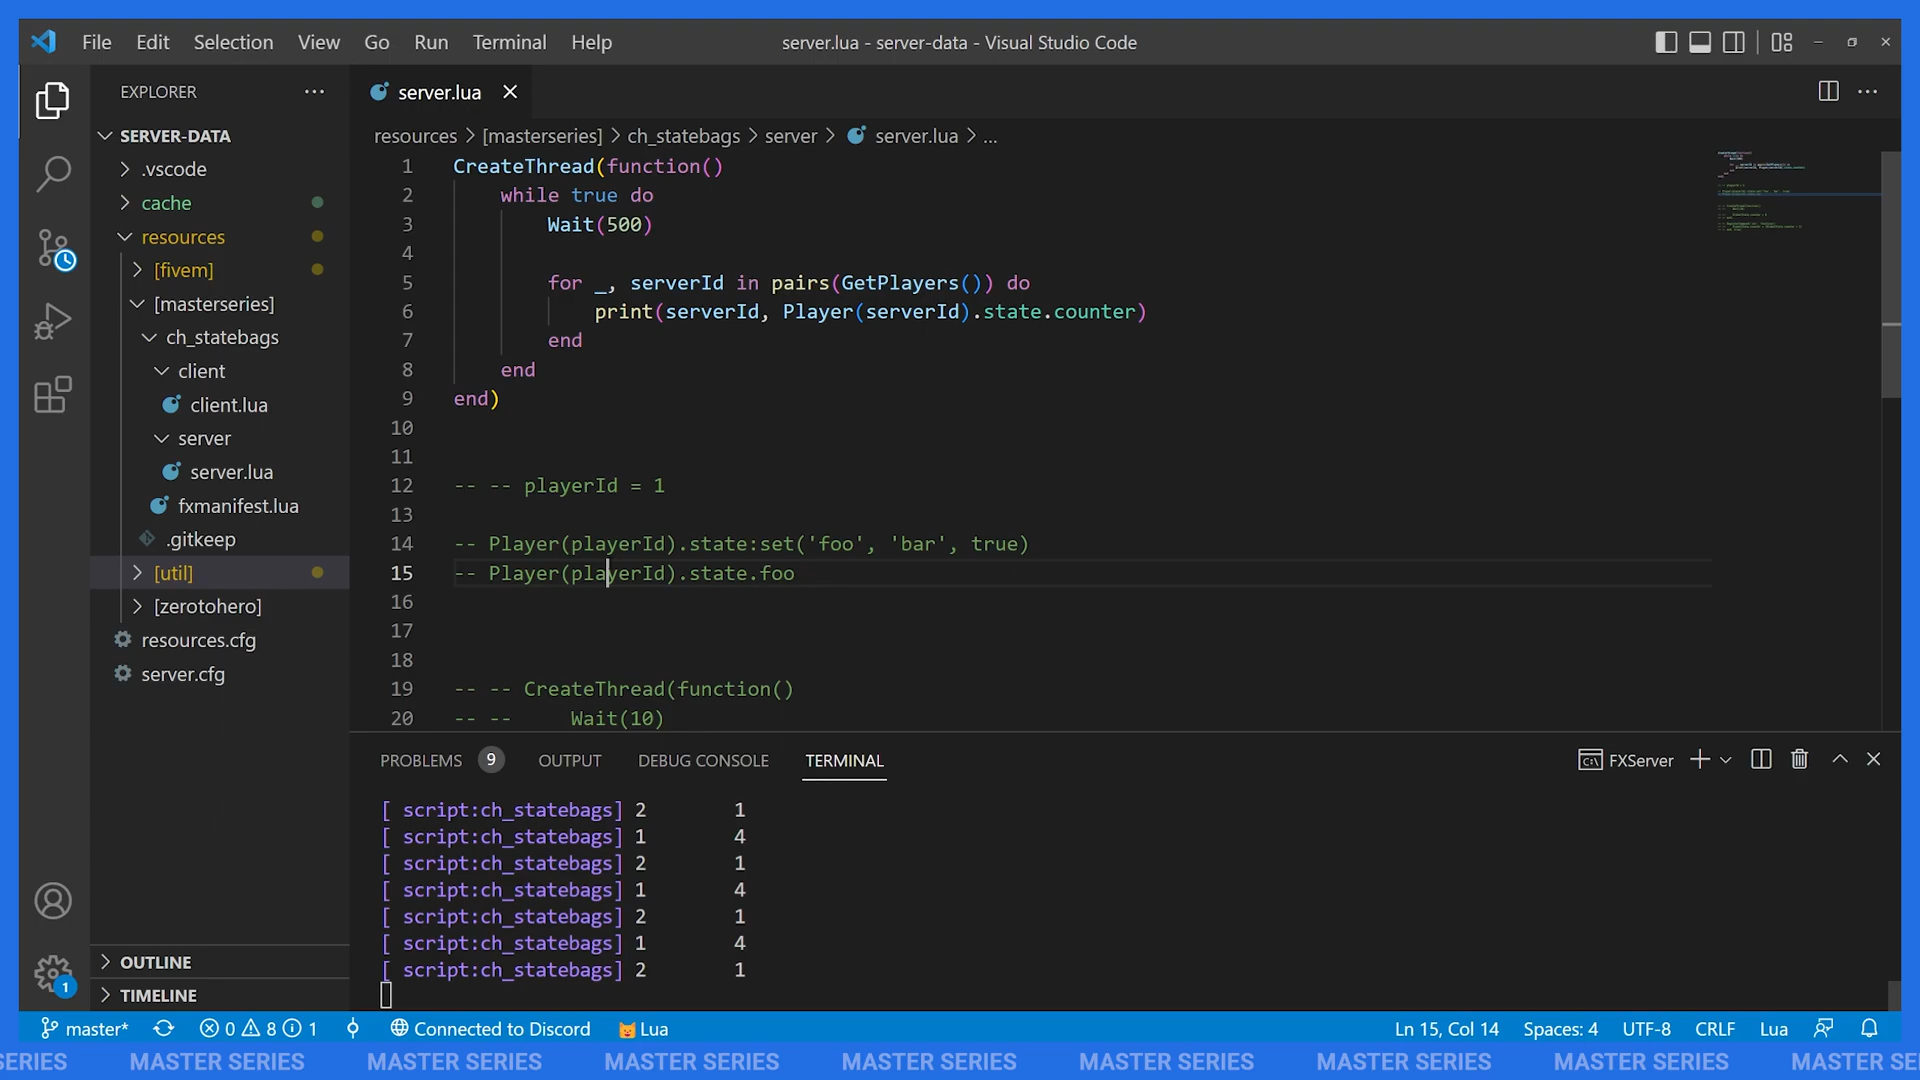 File Edit Selection View Go Run Terminal Help
server.lua - server-data - Visual Studio Code
EXPLORER
SERVER-DATA
.vscode
cache
resources
[fivem]
[masterseries]
ch_statebags
client
client.lua
server
server.lua
fxmanifest.lua
.gitkeep
[util]
[zerotohero]
resources.cfg
server.cfg
OUTLINE
TIMELINE
1
server.lua
resources > [masterseries] > ch_statebags > server > server.lua > ...
1 CreateThread(function()
2 while true do
3 Wait(500)
4
5 for _, serverId in pairs(GetPlayers()) do
6 print(serverId, Player(serverId).state.counter)
7 end
8 end
9 end)
10
11
12 -- -- playerId = 1
13
14 -- Player(playerId).state:set('foo', 'bar', true)
15 -- Player(playerId).state.foo
16
17
18
19 -- -- CreateThread(function()
20 -- -- Wait(10)
PROBLEMS 9 OUTPUT DEBUG CONSOLE TERMINAL
FXServer
[ script:ch_statebags] 2 1
[ script:ch_statebags] 1 4
[ script:ch_statebags] 2 1
[ script:ch_statebags] 1 4
[ script:ch_statebags] 2 1
[ script:ch_statebags] 1 4
[ script:ch_statebags] 2 1
master* 0 8 1 Connected to Discord Lua
Ln 15, Col 14 Spaces: 4 UTF-8 CRLF Lua
SERIES MASTER SERIES MASTER SERIES MASTER SERIES MASTER SERIES MASTER SERIES MASTER SERIES MASTER SERIES MASTER SE